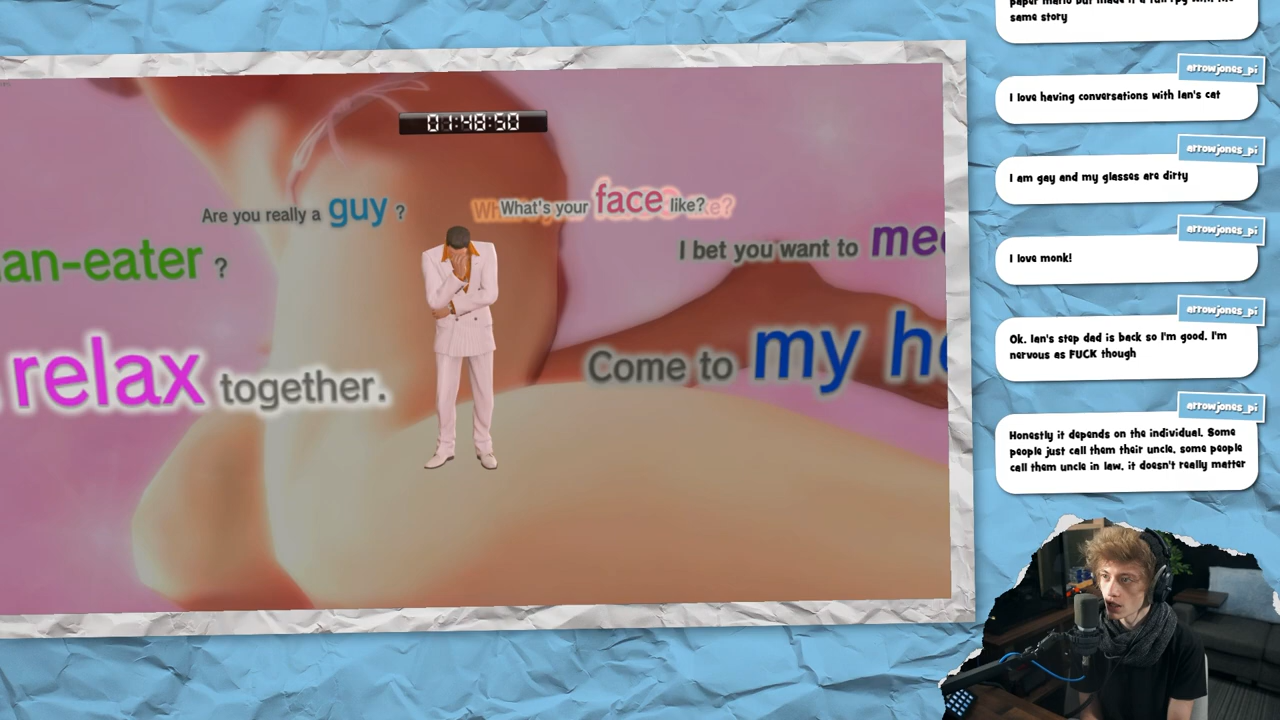 same story
arrowjones_pi
I love having conversations with Ian's cat
arrowjones_pi
I am gay and my glasses are dirty
arrowjones_pi
I love monk!
arrowjones_pi
Ok. Ian's step dad is back so I'm good. I'm
nervous as FUCK though
arrowjones_pi
Honestly it depends on the individual. Some
people just call them their uncle, some people
call them uncle in law, it doesn't really matter
01:48:50
Are you really a guy ?
What's your face like?
an-eater ?
I bet you want to
relax together.
Come to my